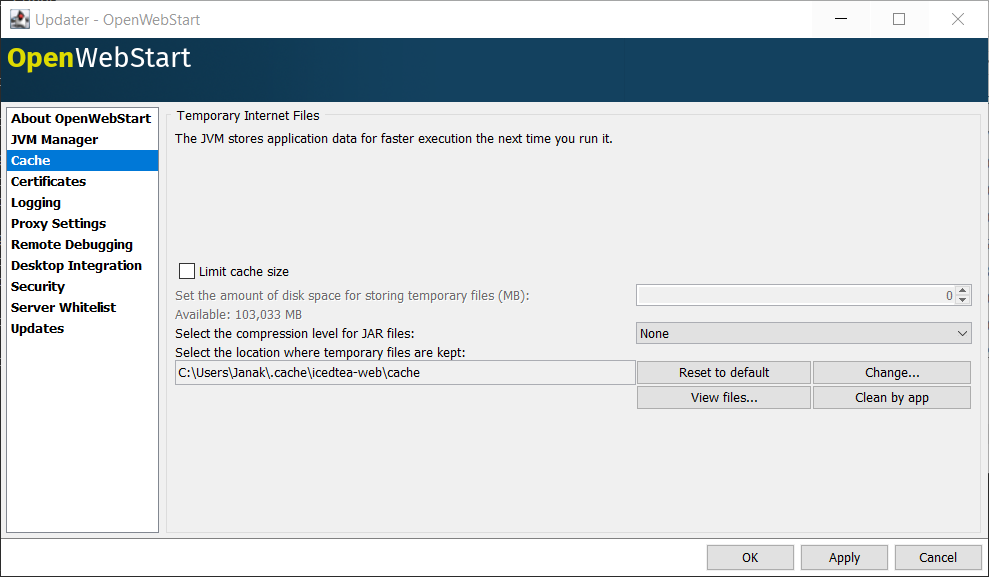 Updater - OpenWebStart
OpenWebStart
About OpenWebStart
JVM Manager
Cache
Certificates
Logging
Proxy Settings
Remote Debugging
Desktop Integration
Security
Server Whitelist
Updates
Temporary Internet Files
The JVM stores application data for faster execution the next time you run it.
Limit cache size
Set the amount of disk space for storing temporary files (MB):
0
Available: 103,033 MB
Select the compression level for JAR files:
None
Select the location where temporary files are kept:
C:\Users\Janak\.cache\icedtea-web\cache
Reset to default
Change...
View files...
Clean by app
OK
Apply
Cancel